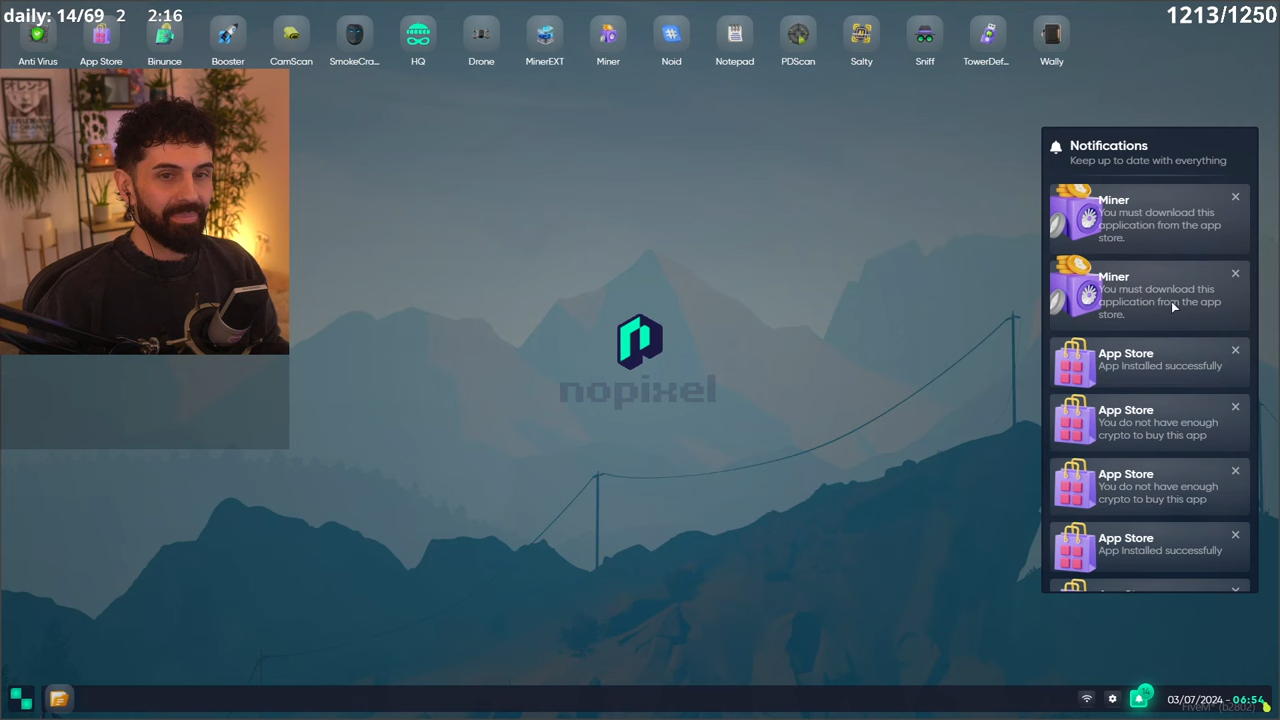 daily: 14/69 2 2:16
1213/1250
Anti Virus
App Store
Binunce
Booster
CamScan
SmokeCra...
HQ
Drone
MinerEXT
Miner
Noid
Notepad
PDScan
Salty
Sniff
TowerDef...
Wally
Notifications
Keep up to date with everything
Miner
You must download this
application from the app
store.
Miner
You must download this
application from the app
store.
App Store
App Installed successfully
App Store
You do not have enough
crypto to buy this app
App Store
You do not have enough
crypto to buy this app
App Store
App Installed successfully
nopixel
14
03/07/2024 - 06:54